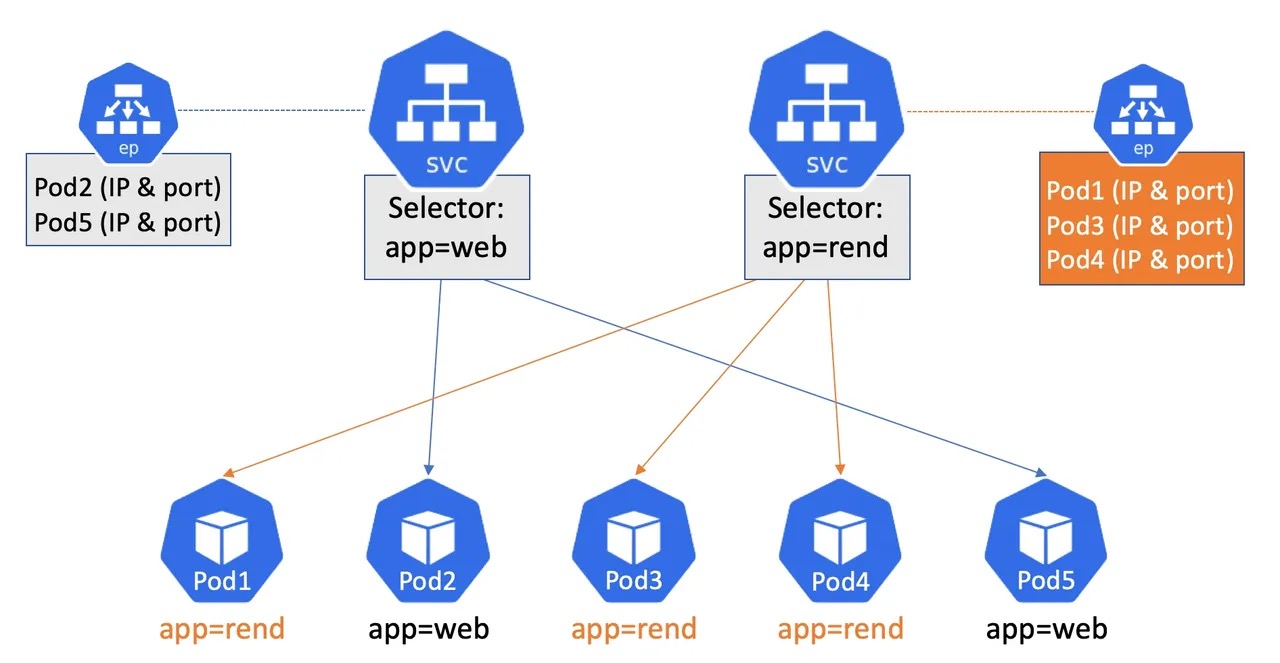 ep
Pod2 (IP & port)
Pod5 (IP & port)
SVC
Selector:
app=web
SVC
Selector:
app=rend
ep
Pod1 (IP & port)
Pod3 (IP & port)
Pod4 (IP & port)
Pod1
app=rend
Pod2
app=web
Pod3
app=rend
Pod4
app=rend
Pod5
app=web